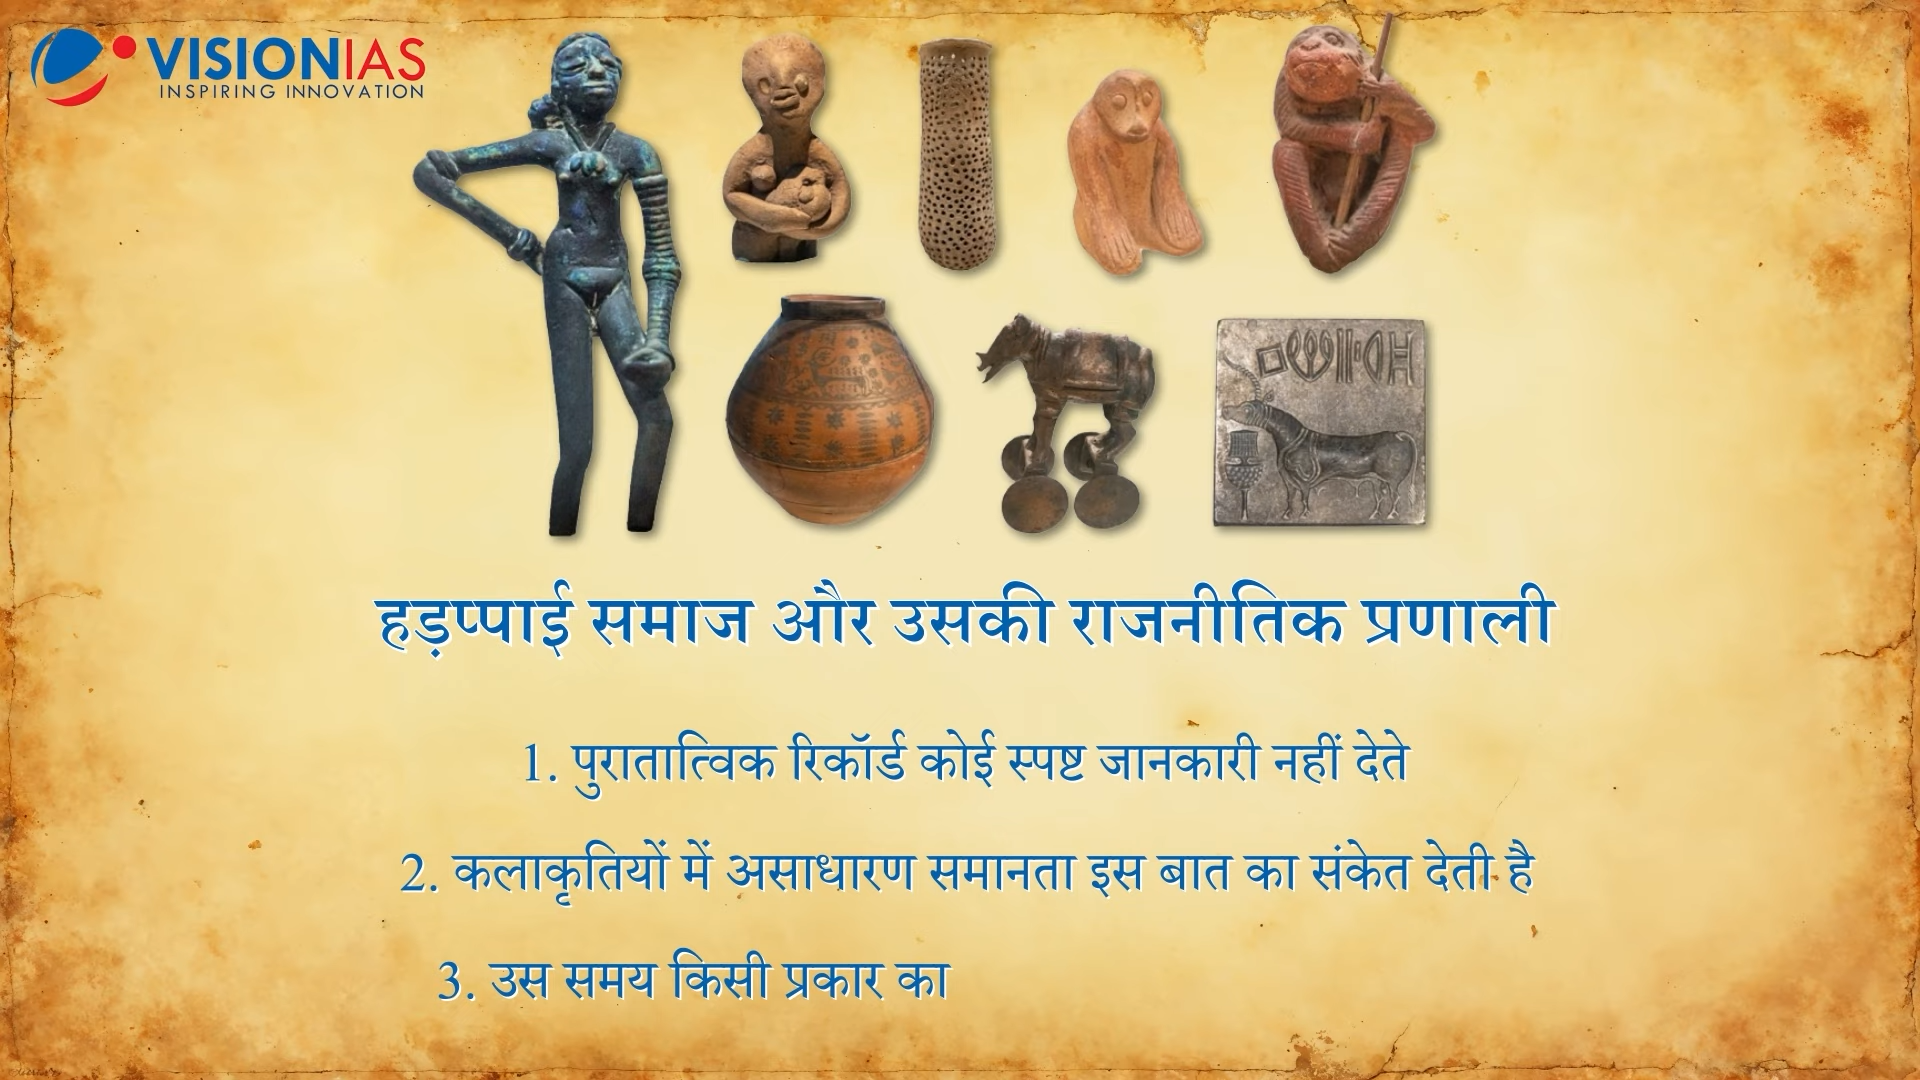 VISIONIAS
INSPIRING INNOVATION
हड़प्पाई समाज और उसकी राजनीतिक प्रणाली
1. पुरातात्विक रिकॉर्ड कोई स्पष्ट जानकारी नहीं देते
2. कलाकृतियों में असाधारण समानता इस बात का संकेत देती है
3. उस समय किसी प्रकार का